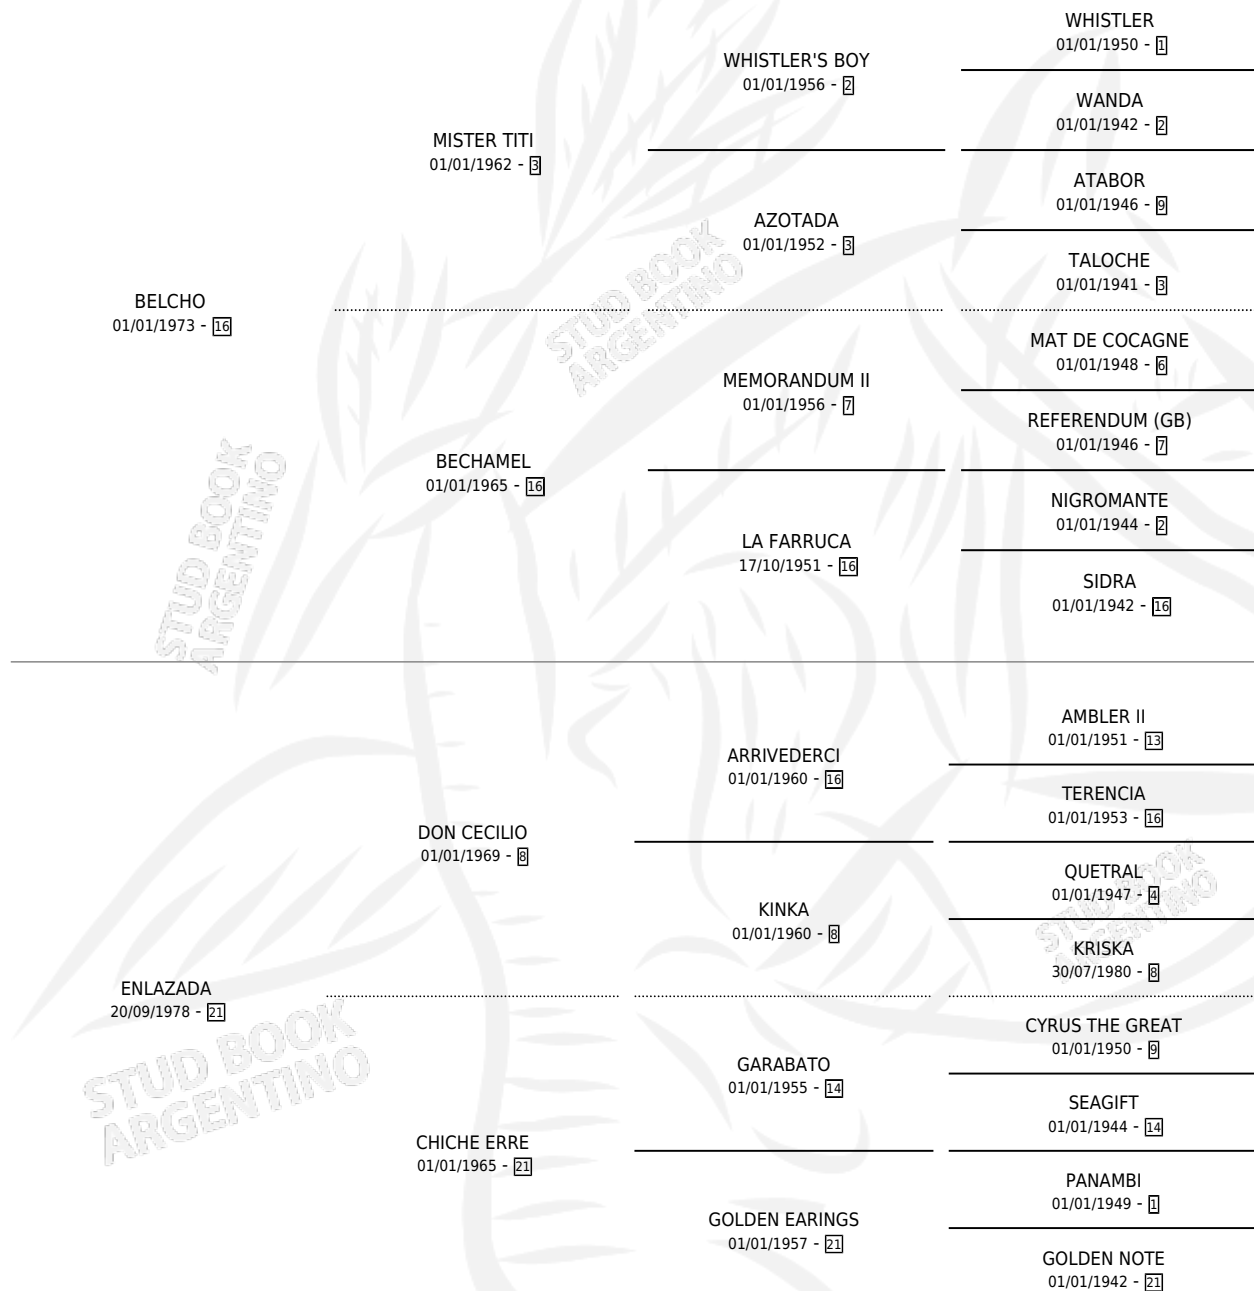 WHISTLER
01/01/1950 - 1
WHISTLER'S BOY
01/01/1956 - 2
WANDA
01/01/1942 - 2
MISTER TITI
01/01/1962 - 3
ATABOR
01/01/1946 - 9
AZOTADA
01/01/1952 - 3
TALOCHE
01/01/1941 - 3
BELCHO
01/01/1973 - 16
MAT DE COCAGNE
01/01/1948 - 6
MEMORANDUM II
01/01/1956 - 7
REFERENDUM (GB)
01/01/1946 - 7
BECHAMEL
01/01/1965 - 16
NIGROMANTE
01/01/1944 - 2
LA FARRUCA
17/10/1951 - 16
SIDRA
01/01/1942 - 16
AMBLER II
01/01/1951 - 13
ARRIVEDERCI
01/01/1960 - 16
TERENCIA
01/01/1953 - 16
DON CECILIO
01/01/1969 - 8
QUETRAL
01/01/1947 - 4
KINKA
01/01/1960 - 8
KRISKA
30/07/1980 - 8
ENLAZADA
20/09/1978 - 21
CYRUS THE GREAT
01/01/1950 - 9
GARABATO
01/01/1955 - 14
SEAGIFT
01/01/1944 - 14
CHICHE ERRE
01/01/1965 - 21
PANAMBI
01/01/1949 - 1
GOLDEN EARINGS
01/01/1957 - 21
GOLDEN NOTE
01/01/1942 - 21
STUD BOOK
ARGENTINO
STUD BOOK
ARGENTINO
STUD BOOK
ARGENTINO
STUD BOOK
ARGENTINO